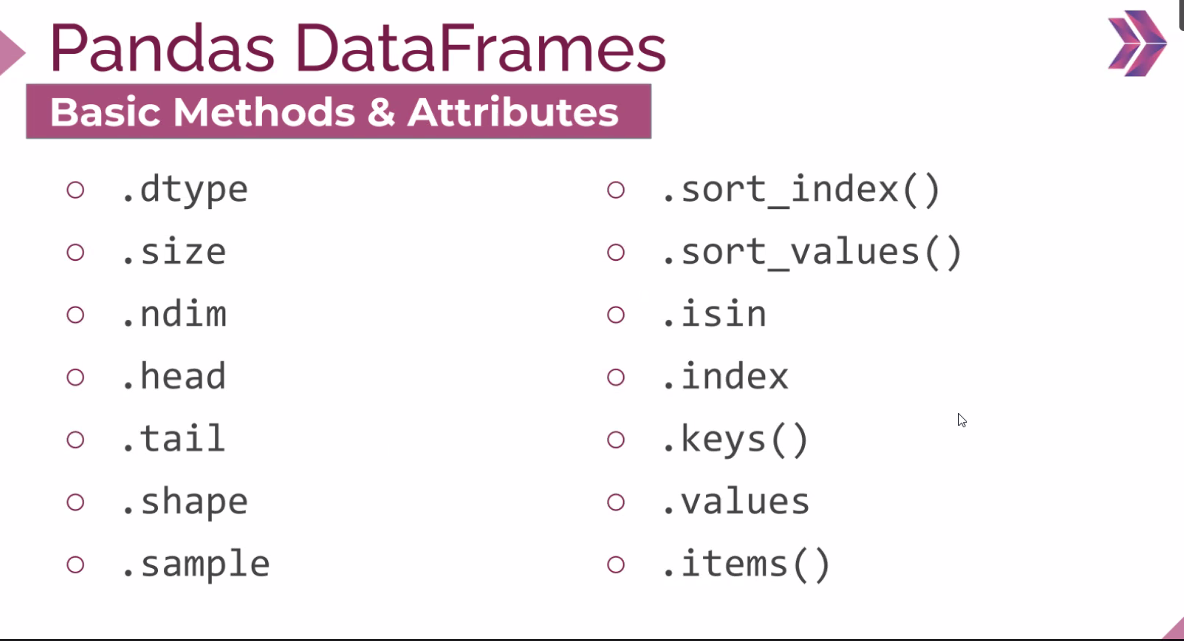 Pandas DataFrames
Basic Methods & Attributes
.dtype
.size
.ndim
.head
.tail
.shape
.sample
.sort_index()
.sort_values()
.isin
.index
.keys()
.values
.items()